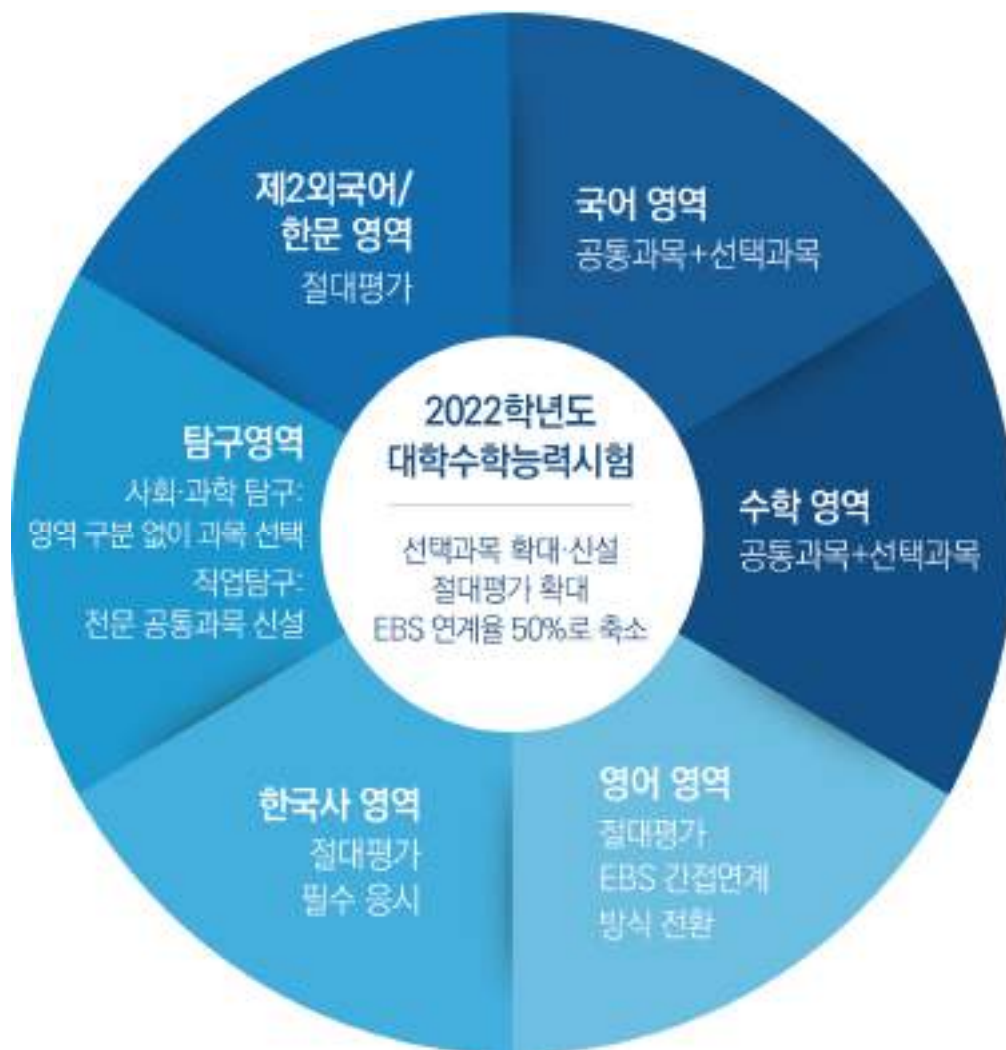 2022학년도
대학수학능력시험
선택과목 확대·신설
절대평가 확대
EBS 연계율 50%로 축소
국어 영역
공통과목+선택과목
수학 영역
공통과목+선택과목
영어 영역
절대평가
EBS 간접연계
방식 전환
한국사 영역
절대평가
필수 응시
탐구영역
사회·과학 탐구:
영역 구분 없이 과목 선택
직업탐구:
전문 공통과목 신설
제2외국어/
한문 영역
절대평가